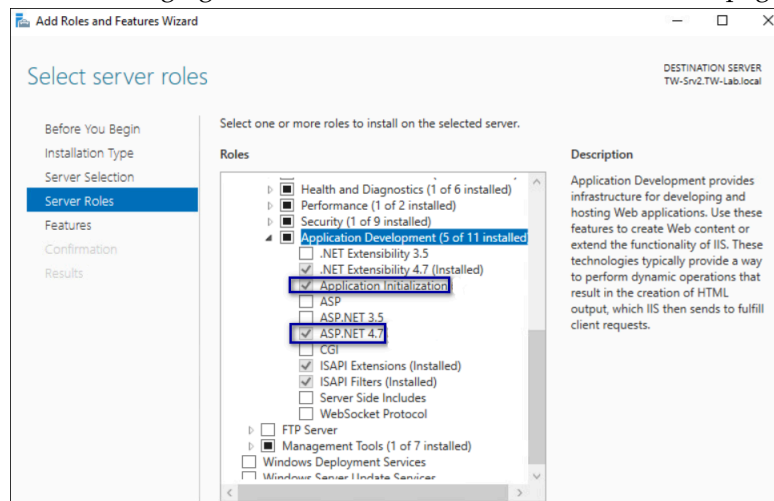 Add Roles and Features Wizard
Select server roles
DESTINATION SERVER
TW-Srv2.TW-Lab.local
Before You Begin
Installation Type
Server Selection
Server Roles
Features
Confirmation
Results
Select one or more roles to install on the selected server.
Roles
Health and Diagnostics (1 of 6 installed)
Performance (1 of 2 installed)
Security (1 of 9 installed)
Application Development (5 of 11 installed
.NET Extensibility 3.5
.NET Extensibility 4.7 (Installed)
Application Initialization
ASP
ASP.NET 3.5
ASP.NET 4.7
CGI
ISAPI Extensions (Installed)
ISAPI Filters (Installed)
Server Side Includes
WebSocket Protocol
FTP Server
Management Tools (1 of 7 installed)
Windows Deployment Services
Windows Server Update Services
Description
Application Development provides
infrastructure for developing and
hosting Web applications. Use these
features to create Web content or
extend the functionality of IIS. These
technologies typically provide a way
to perform dynamic operations that
result in the creation of HTML
output, which IIS then sends to fulfill
client requests.